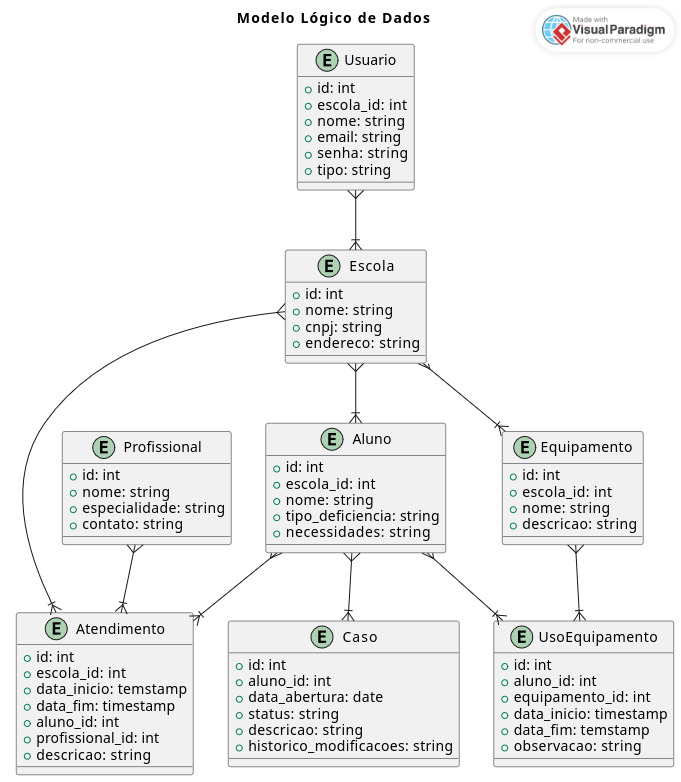 Modelo Lógico de Dados
Made with
VisualParadigm
For non-commercial use
E Usuario
id: int
escola_id: int
nome: string
email: string
senha: string
tipo: string
E Escola
id: int
nome: string
cnpj: string
endereco: string
E Profissional
id: int
nome: string
especialidade: string
contato: string
E Aluno
id: int
escola_id: int
nome: string
tipo_deficiencia: string
necessidades: string
E Equipamento
id: int
escola_id: int
nome: string
descricao: string
E Atendimento
id: int
escola_id: int
data_inicio: temstamp
data_fim: timestamp
aluno_id: int
profissional_id: int
descricao: string
E Caso
id: int
aluno_id: int
data_abertura: date
status: string
descricao: string
historico_modificacoes: string
E UsoEquipamento
id: int
aluno_id: int
equipamento_id: int
data_inicio: timestamp
data_fim: temstamp
observacao: string